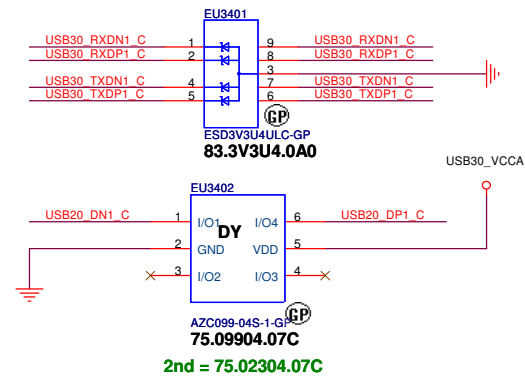 EU3401
USB30_RXDN1_C 1 9 USB30_RXDN1_C
USB30_RXDP1_C 2 8 USB30_RXDP1_C
3
USB30_TXDN1_C 4 7 USB30_TXDN1_C
USB30_TXDP1_C 5 6 USB30_TXDP1_C
GP
ESD3V3U4ULC-GP
83.3V3U4.0A0
USB30_VCCA
EU3402
USB20_DN1_C 1 I/O1 DY I/O4 6 USB20_DP1_C
2 GND VDD 5
3 I/O2 I/O3 4
GP
AZC099-04S-1-GP
75.09904.07C
2nd = 75.02304.07C